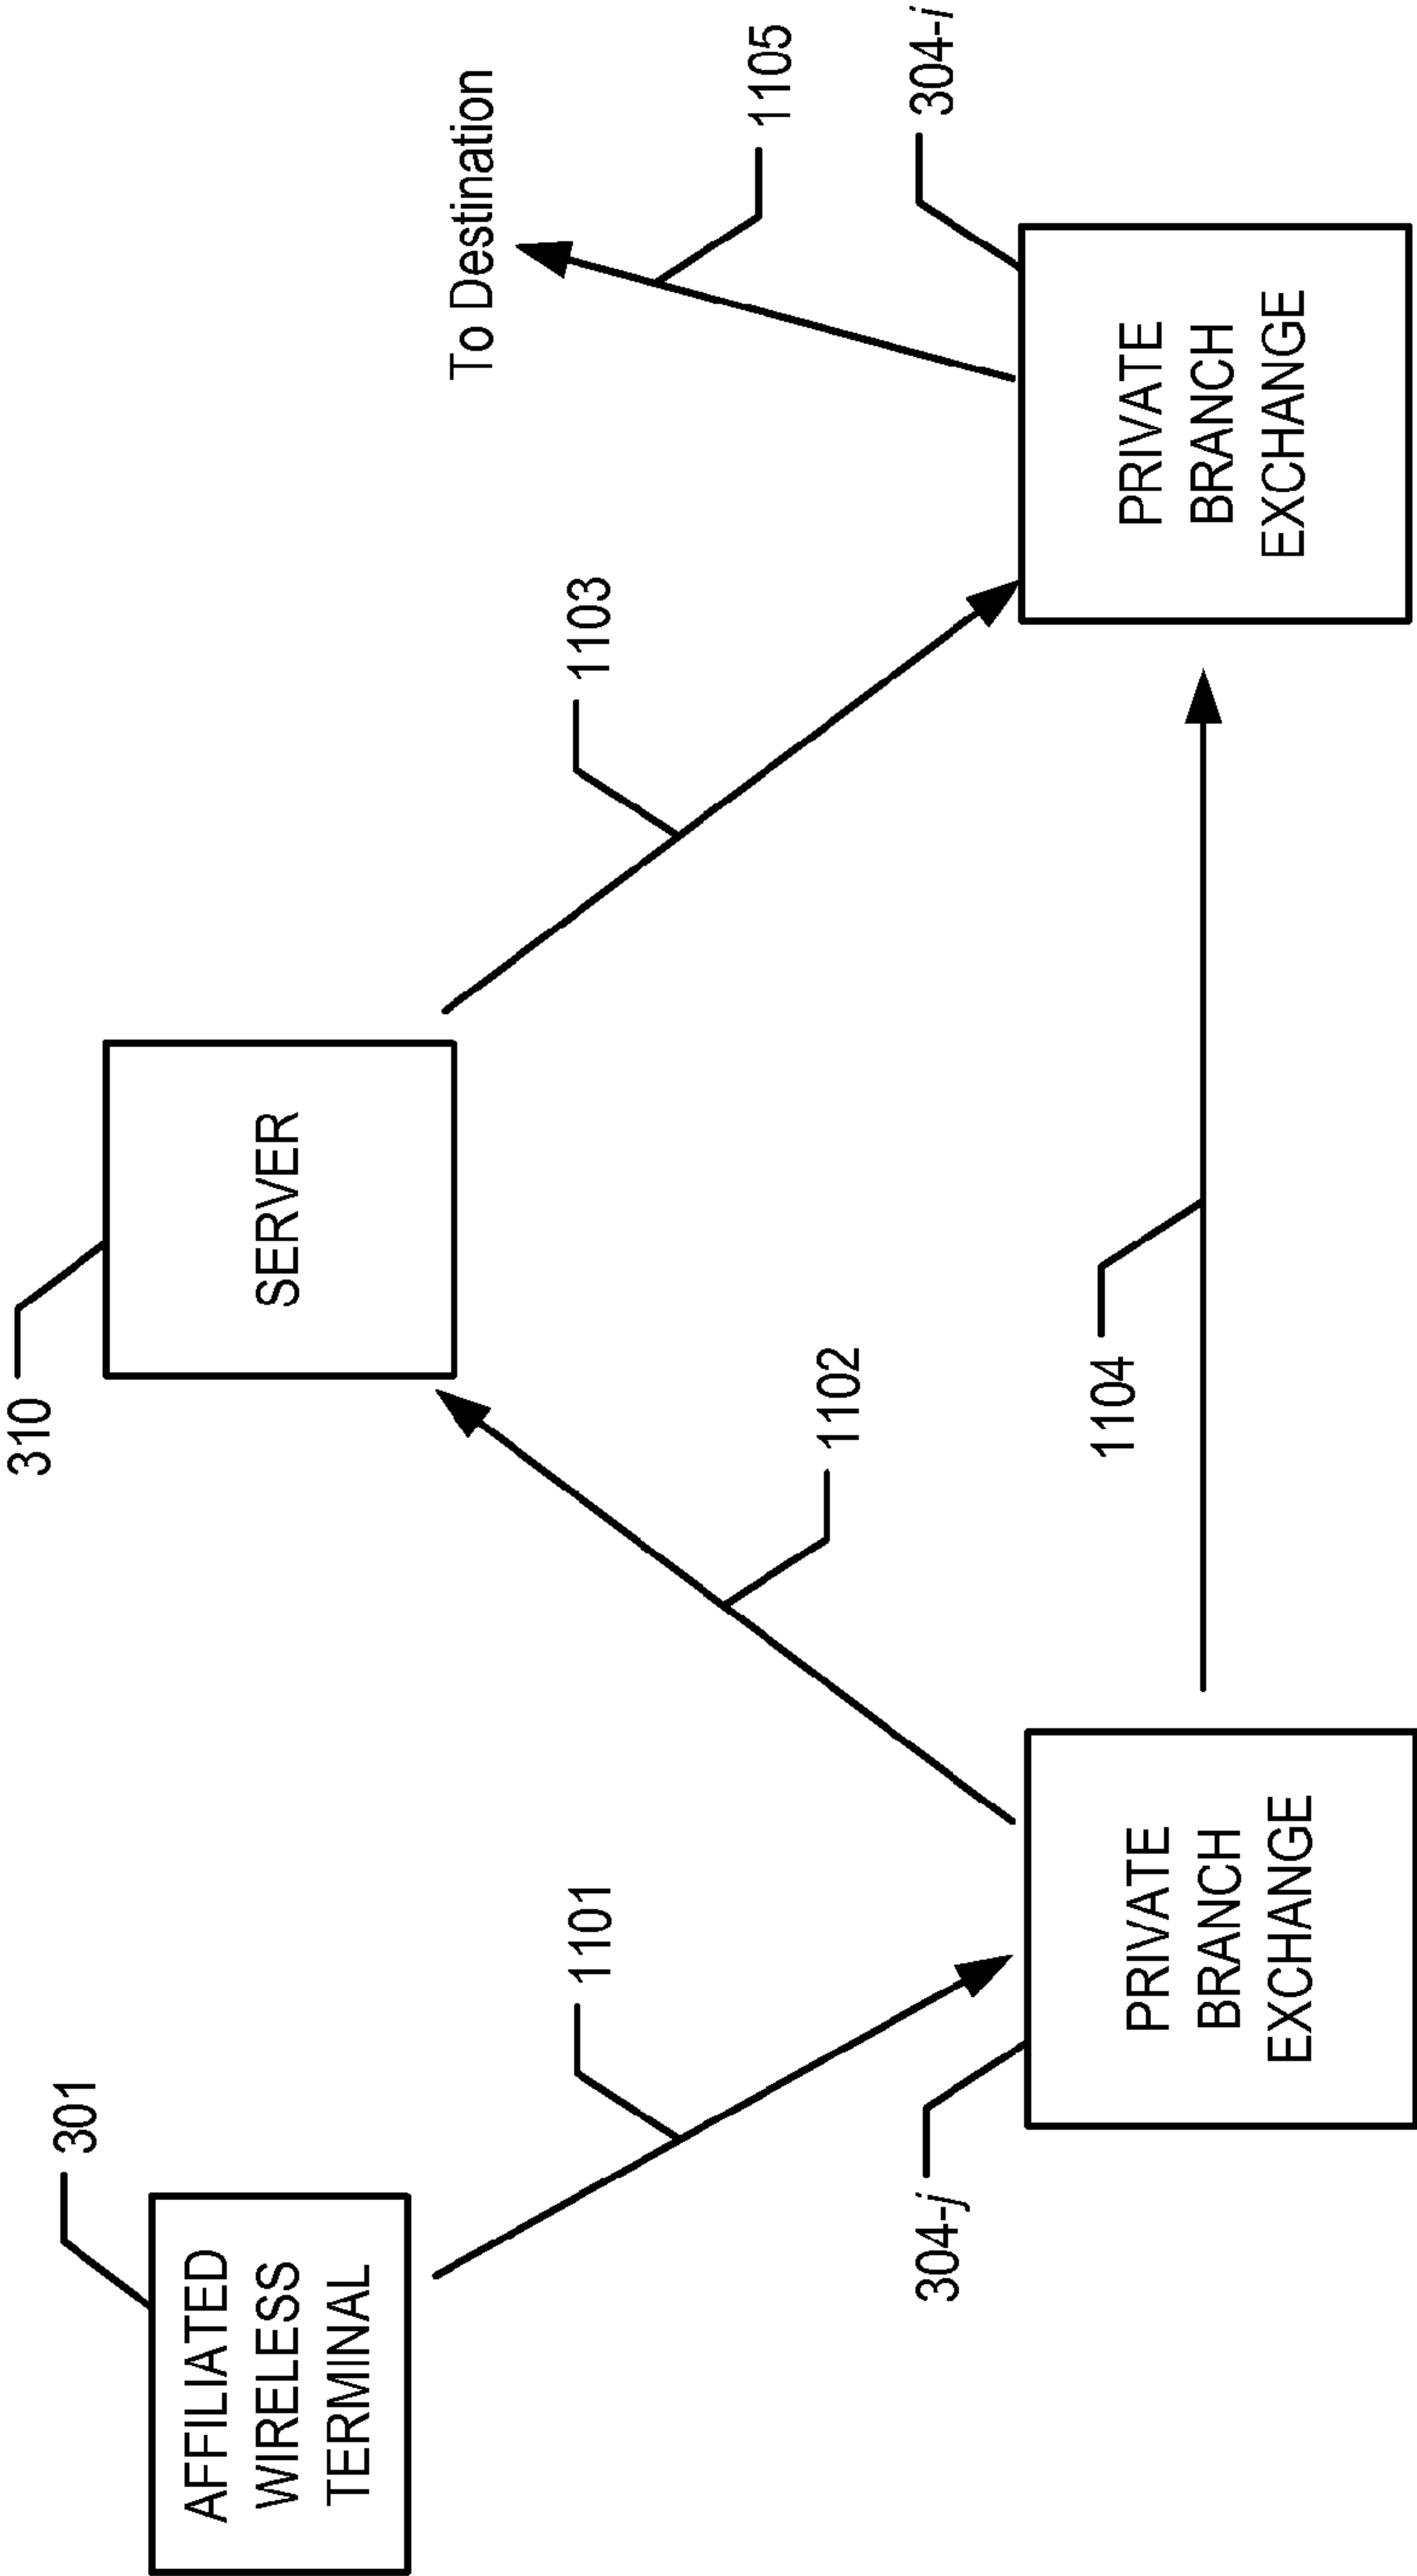 310
SERVER
301
AFFILIATED
WIRELESS
TERMINAL
To Destination
1101
1102
1103
1105
304-j
PRIVATE
BRANCH
EXCHANGE
1104
304-i
PRIVATE
BRANCH
EXCHANGE